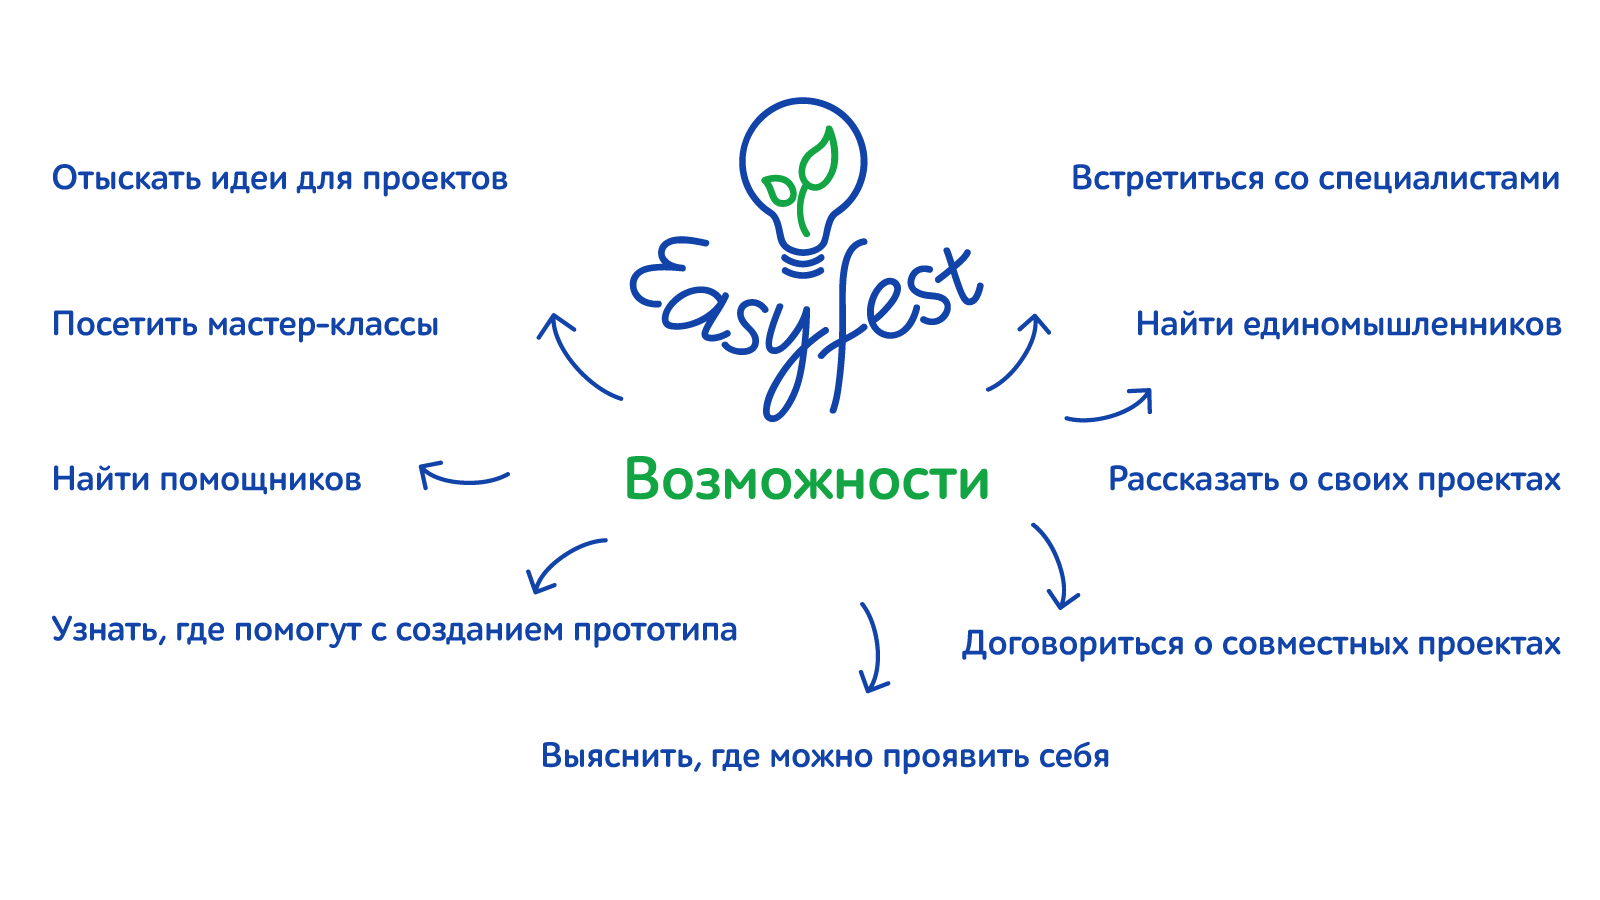 Easyfest
Возможности
Отыскать идеи для проектов
Посетить мастер-классы
Найти помощников
Узнать, где помогут с созданием прототипа
Выяснить, где можно проявить себя
Встретиться со специалистами
Найти единомышленников
Рассказать о своих проектах
Договориться о совместных проектах